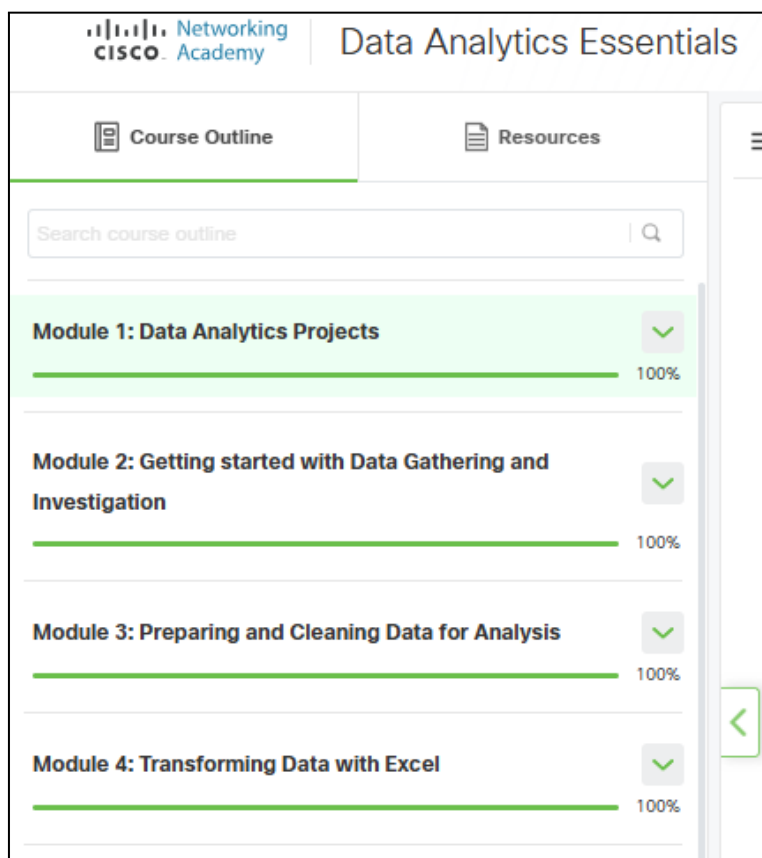 Networking
CISCO Academy
Data Analytics Essentials
Course Outline
Resources
Search course outline
Module 1: Data Analytics Projects
100%
Module 2: Getting started with Data Gathering and
Investigation
100%
Module 3: Preparing and Cleaning Data for Analysis
100%
Module 4: Transforming Data with Excel
100%